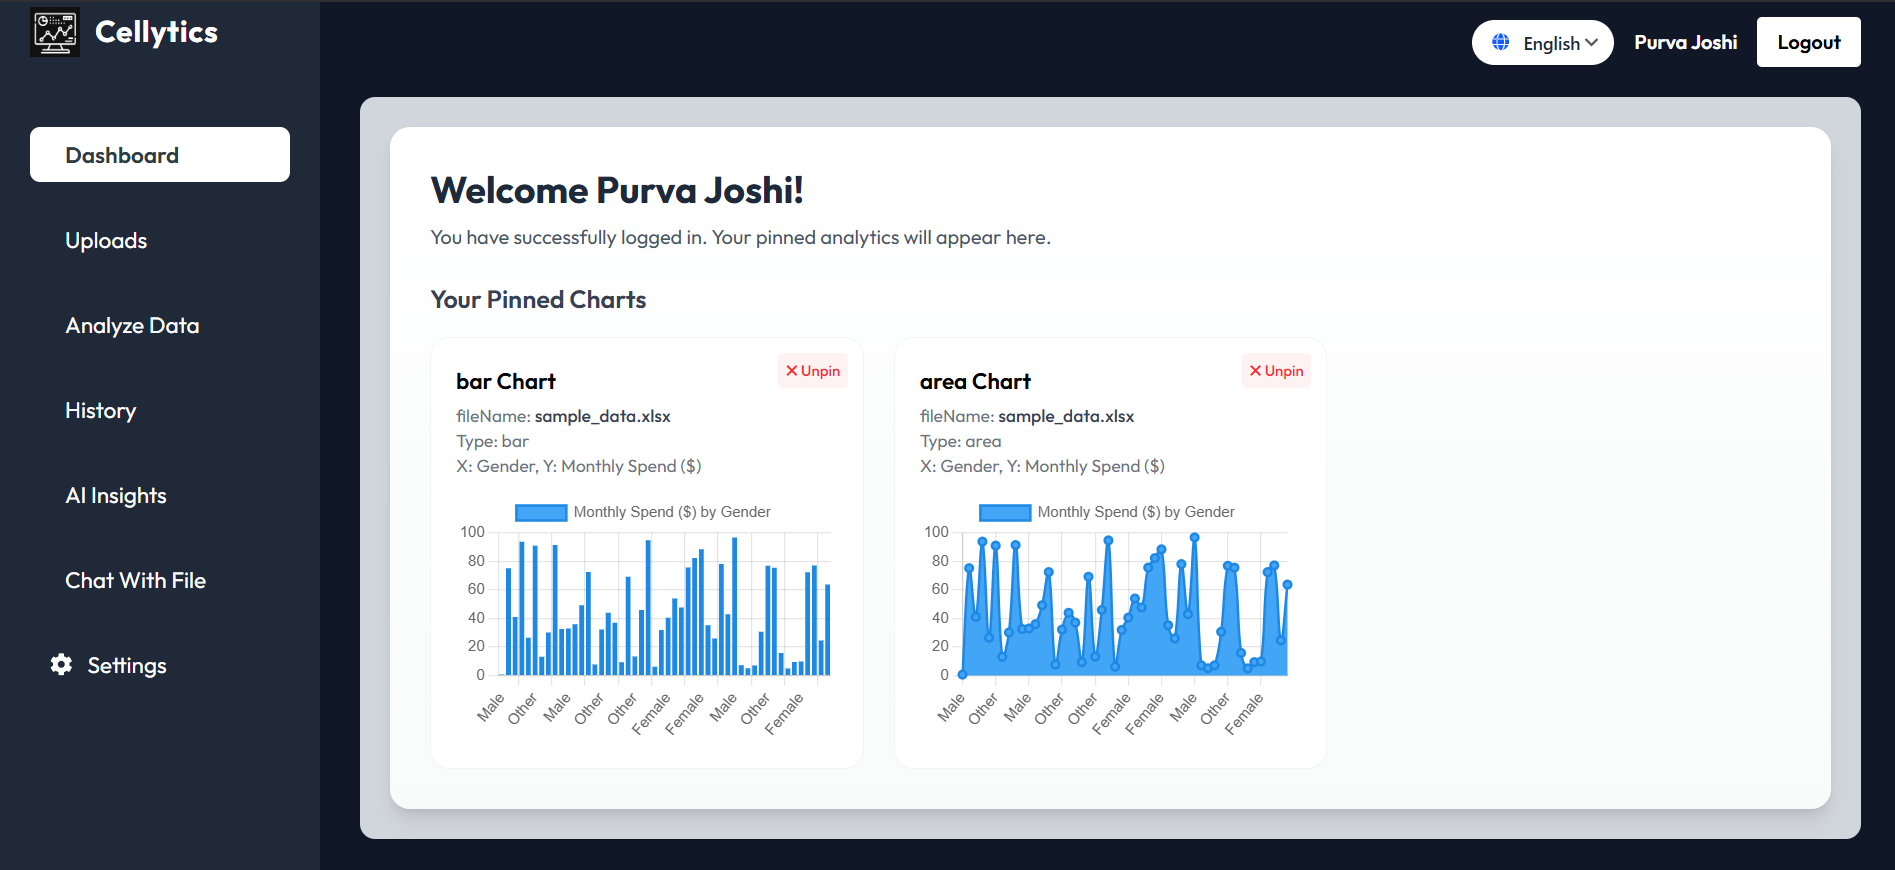 Cellytics
English
Purva Joshi
Logout
Dashboard
Uploads
Analyze Data
History
AI Insights
Chat With File
Settings
Welcome Purva Joshi!
You have successfully logged in. Your pinned analytics will appear here.
Your Pinned Charts
bar Chart
Unpin
fileName: sample_data.xlsx
Type: bar
X: Gender, Y: Monthly Spend ($)
Monthly Spend ($) by Gender
100
80
60
40
20
0
Male
Other
Male
Other
Other
Female
Female
Male
Other
Female
area Chart
Unpin
fileName: sample_data.xlsx
Type: area
X: Gender, Y: Monthly Spend ($)
Monthly Spend ($) by Gender
100
80
60
40
20
0
Male
Other
Male
Other
Other
Female
Female
Male
Other
Female